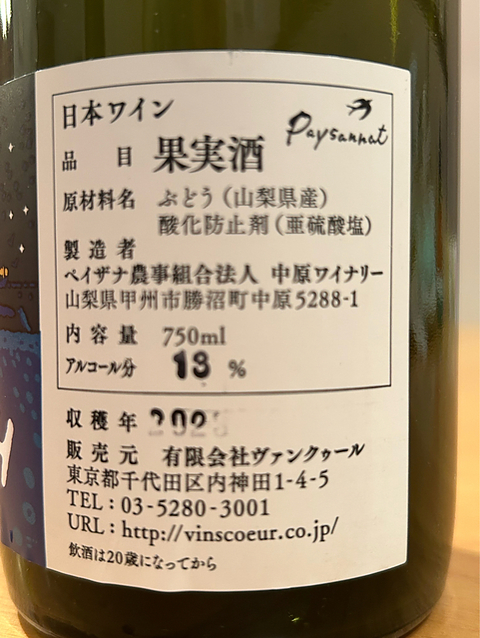 日本ワイン
Paysannat
品目 果実酒
原材料名 ぶどう（山梨県産）
酸化防止剤（亜硫酸塩）
製造者
ペイザナ農事組合法人 中原ワイナリー
山梨県甲州市勝沼町中原5288-1
内容量 750ml
アルコール分 13 %
収穫年
販売元 有限会社ヴァンクゥール
東京都千代田区内神田1-4-5
TEL：03-5280-3001
URL：http://vinscoeur.co.jp/
飲酒は20歳になってから